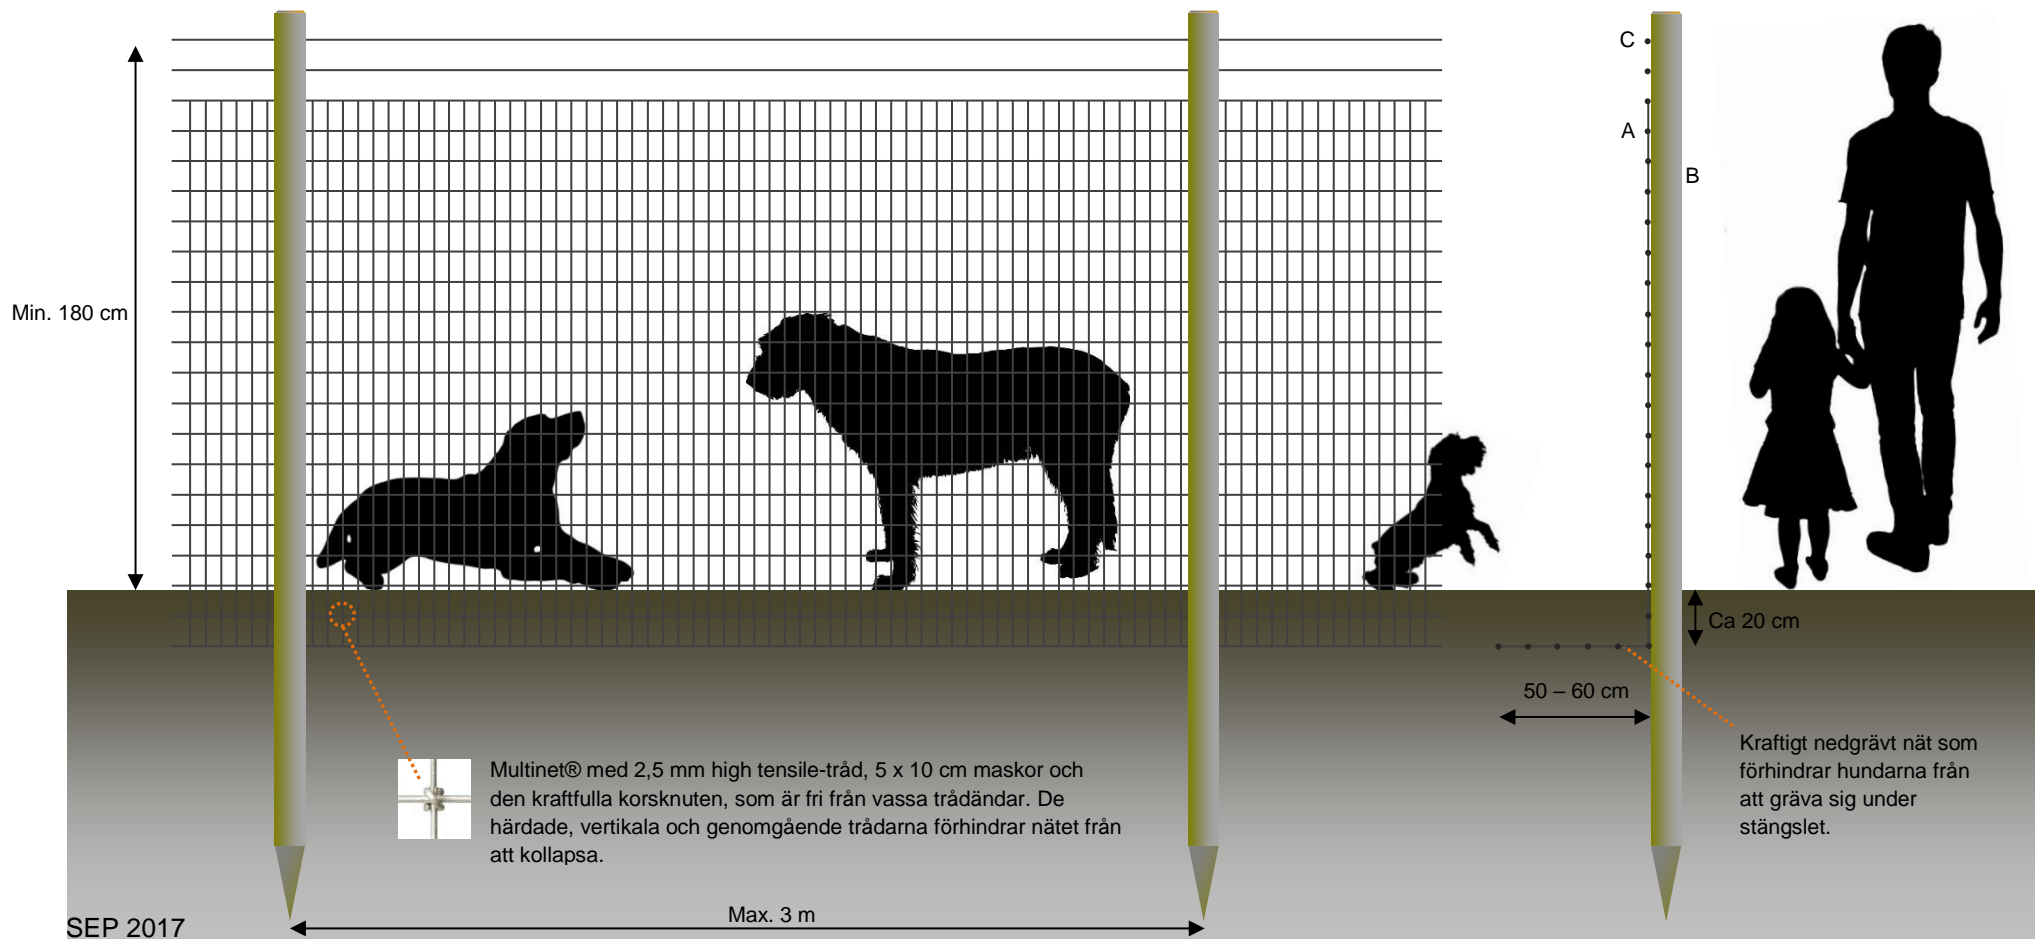 C
A
B
Min. 180 cm
Ca 20 cm
50 – 60 cm
Multinet® med 2,5 mm high tensile-tråd, 5 x 10 cm maskor och
den kraftfulla korsknuten, som är fri från vassa trådändar. De
härdade, vertikala och genomgående trådarna förhindrar nätet från
att kollapsa.
Kraftigt nedgrävt nät som
förhindrar hundarna från
att gräva sig under
stängslet.
Max. 3 m
SEP 2017